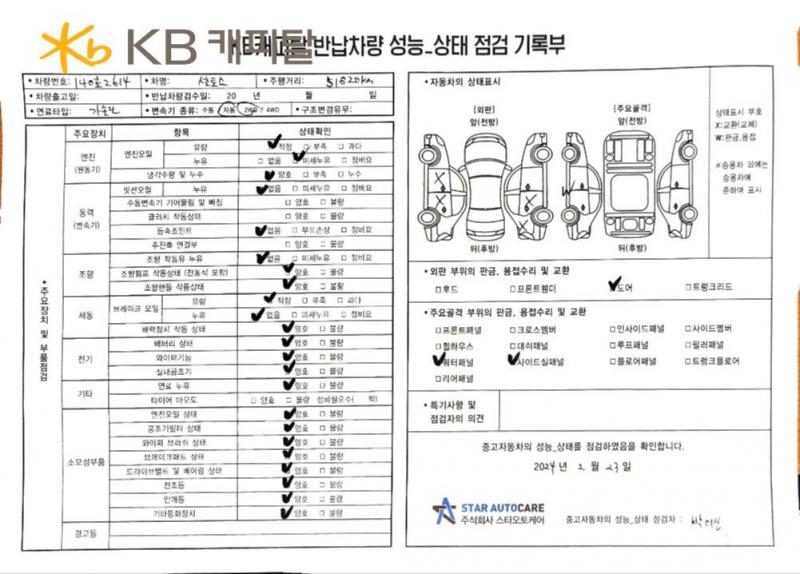 KB 캐피탈
KB캐피탈 반납차량 성능_상태 점검 기록부
• 차량번호: 140호2614 • 차명: 셀토스 • 주행거리: 51520km
• 차량출고일: • 반납차량검수일: 20 년 월 일
• 연료타입: 가솔린 • 변속기 종류: 수동 / 자동 / 2WD / 4WD • 구조변경유무:
• 주요장치 및 부품점검
주요장치 항목 상태확인
엔진 (원동기) 엔진오일 유량 ✓적정 □ 부족 □ 과다
누유 □ 없음 ✓미세누유 □ 정비요
냉각수량 및 누수 ✓양호 □ 부족 □ 누수
동력 (변속기) 밋션오일 누유 ✓없음 □ 미세누유 □ 정비요
수동변속기 기어물림 및 빠짐 □ 양호 □ 불량
클러치 작동상태 □ 양호 □ 불량
등속조인트 ✓없음 □ 부트손상 □ 정비요
추진축 연결부 □ 양호 □ 불량
조향 조향 작동유 누유 ✓없음 □ 미세누유 □ 정비요
조향펌프 작동상태 (전동식 포함) ✓양호 □ 불량
조향핸들 작동상태 ✓양호 □ 불량
제동 브레이크 오일 유량 ✓적정 □ 부족 □ 과다
누유 ✓없음 □ 미세누유 □ 정비요
배력장치 작동 상태 ✓양호 □ 불량
전기 배터리 상태 ✓양호 □ 불량
와이퍼기능 ✓양호 □ 불량
실내공조기 ✓양호 □ 불량
기타 연료 누유 ✓양호 □ 불량
타이어 마모도 □ 양호 □ 불량 정비필요수( 짝)
소모성부품 엔진오일 상태 ✓양호 □ 불량
공조기필터 상태 ✓양호 □ 불량
와이퍼 브러쉬 상태 ✓양호 □ 불량
브레이크패드 상태 ✓양호 □ 불량
드라이브밸트 및 베어링 상태 ✓양호 □ 불량
전조등 ✓양호 □ 불량
안개등 ✓양호 □ 불량
기타등화장치 ✓양호 □ 불량
경고등
• 자동차의 상태표시
[외판] [주요골격]
앞(전방) 앞(전방)
X X W
뒤(후방) 뒤(후방)
상태표시 부호
X:교환(교체)
W:판금,용접
※승용차 외에는
승용차에
준하여 표시
• 외판 부위의 판금, 용접수리 및 교환
□후드 □프론트휀더 ✓도어 □트렁크리드
• 주요골격 부위의 판금, 용접수리 및 교환
□프론트패널 □크로스멤버 □인사이드패널 □사이드멤버
□휠하우스 □대쉬패널 □루프패널 □필러패널
✓쿼터패널 ✓사이드실패널 □플로어패널 □트렁크플로어
□리어패널
• 특기사항 및
점검자의 의견
중고자동차의 성능_상태를 점검하였음을 확인합니다.
2024년 2월 23일
STAR AUTOCARE
주식회사 스타오토케어
중고자동차의 성능_상태 점검자 :